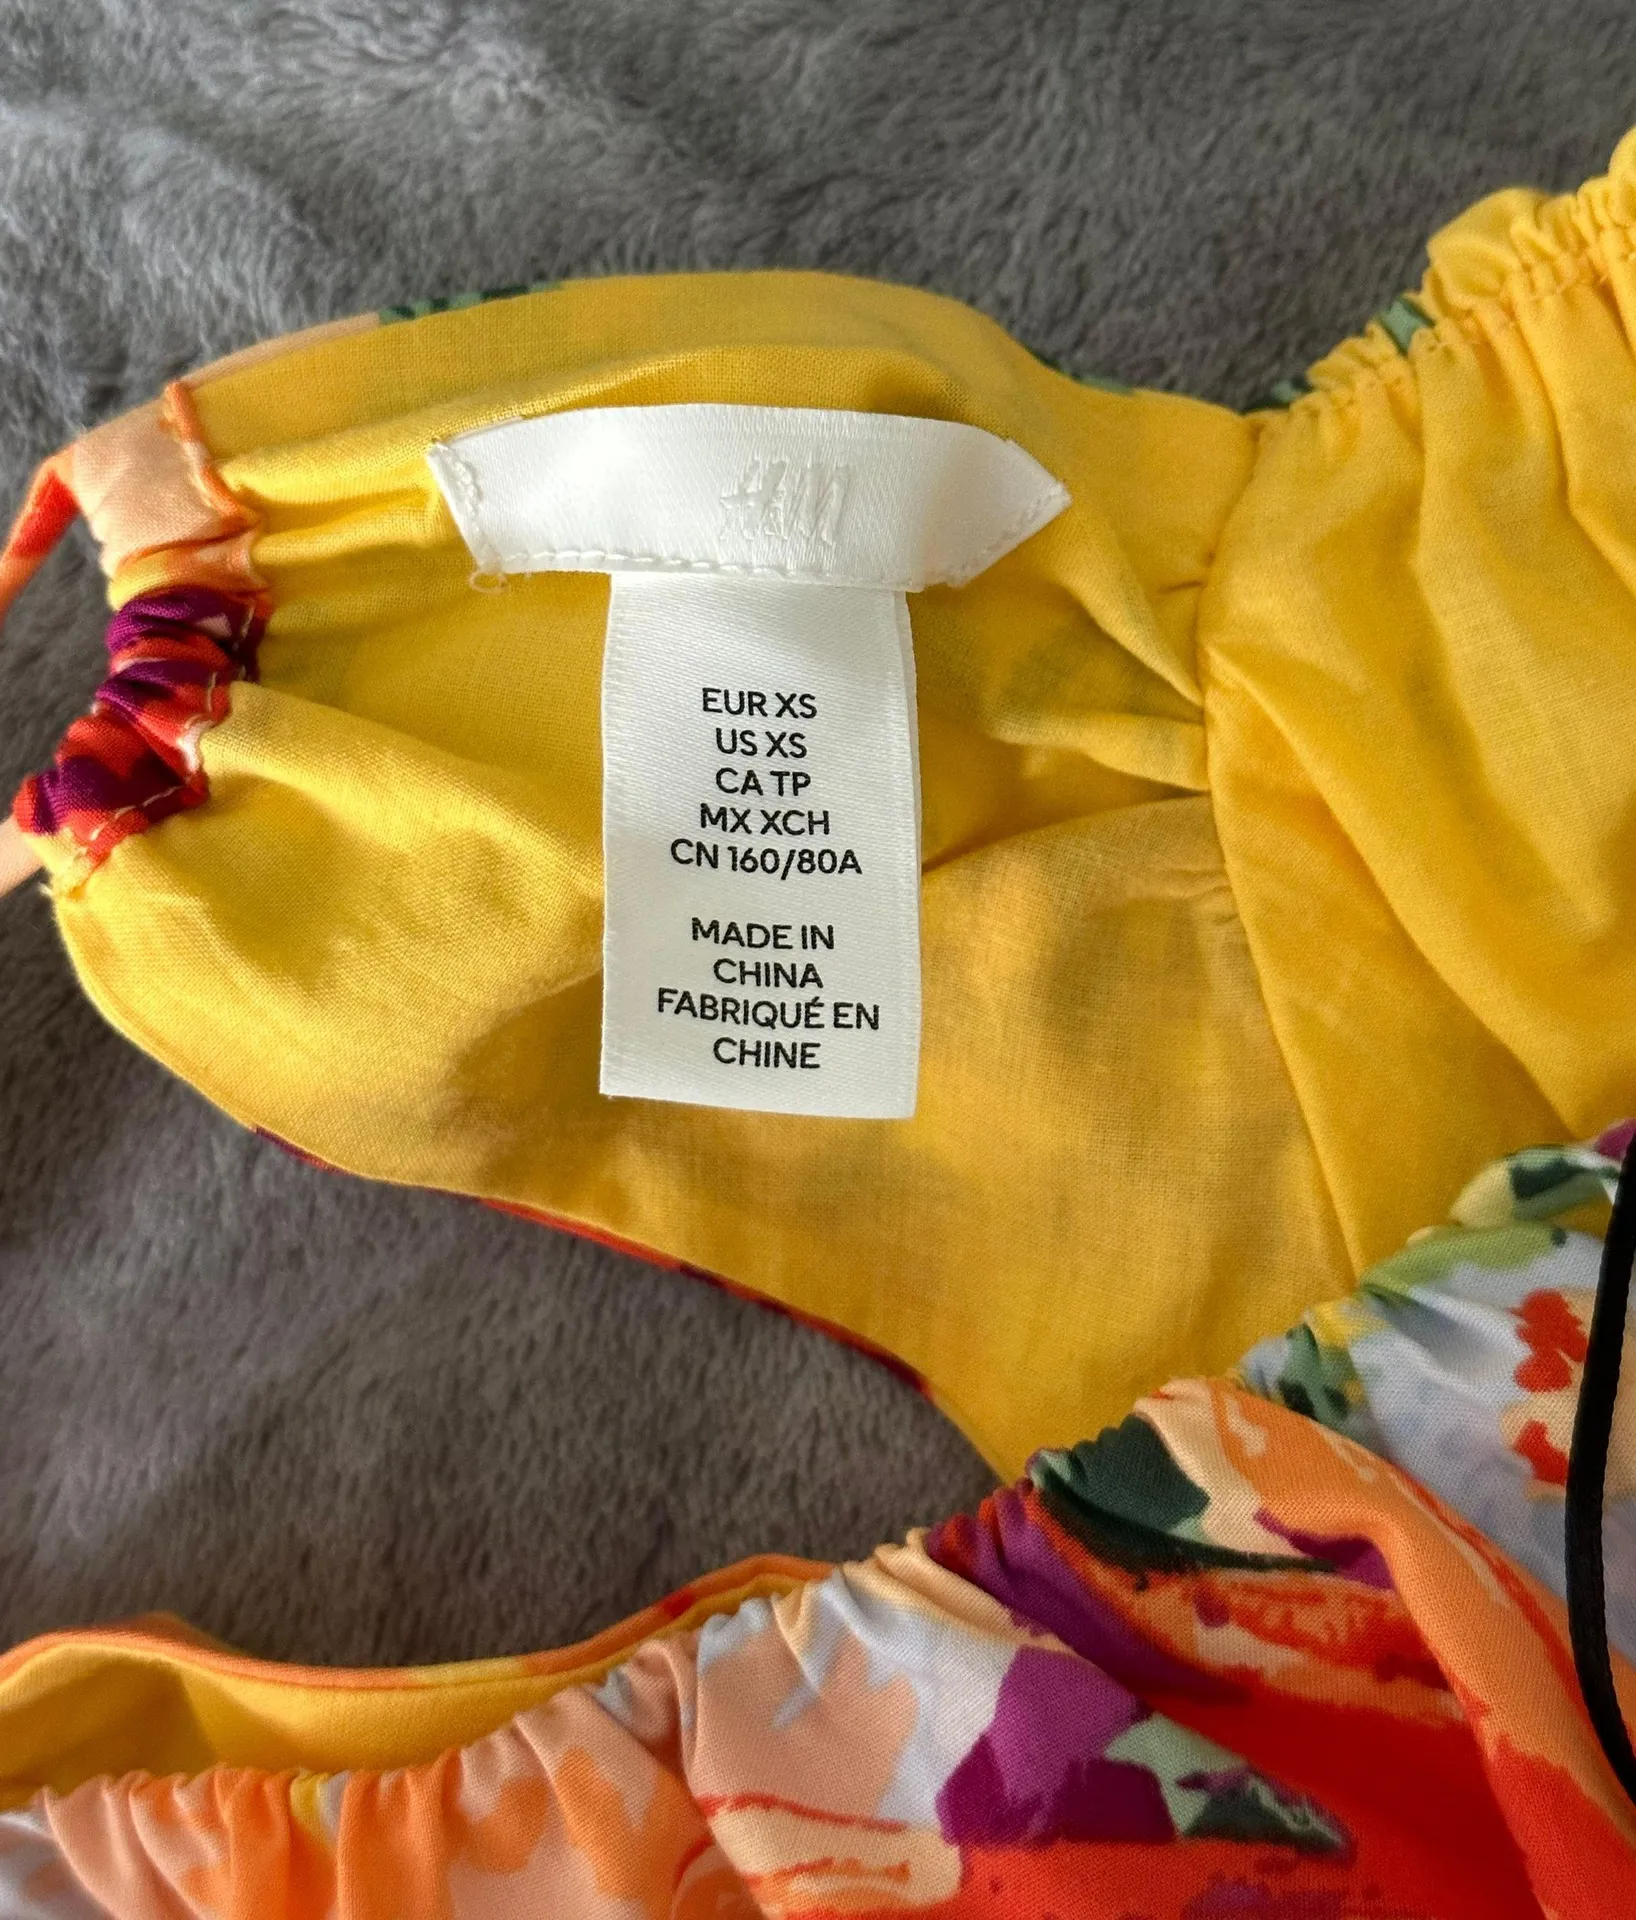 H&M
EUR XS
US XS
CA TP
MX XCH
CN 160/80A
MADE IN
CHINA
FABRIQUÉ EN
CHINE